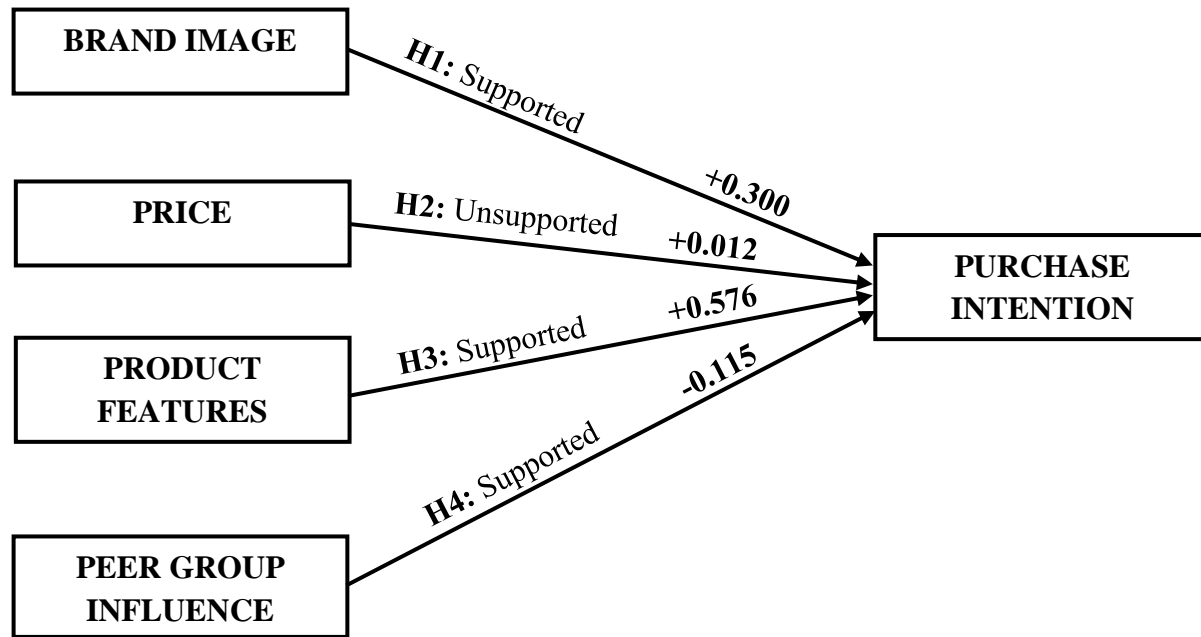 BRAND IMAGE
H1: Supported
+0.300
PRICE
H2: Unsupported
+0.012
PRODUCT
FEATURES
H3: Supported
+0.576
PEER GROUP
INFLUENCE
H4: Supported
-0.115
PURCHASE
INTENTION